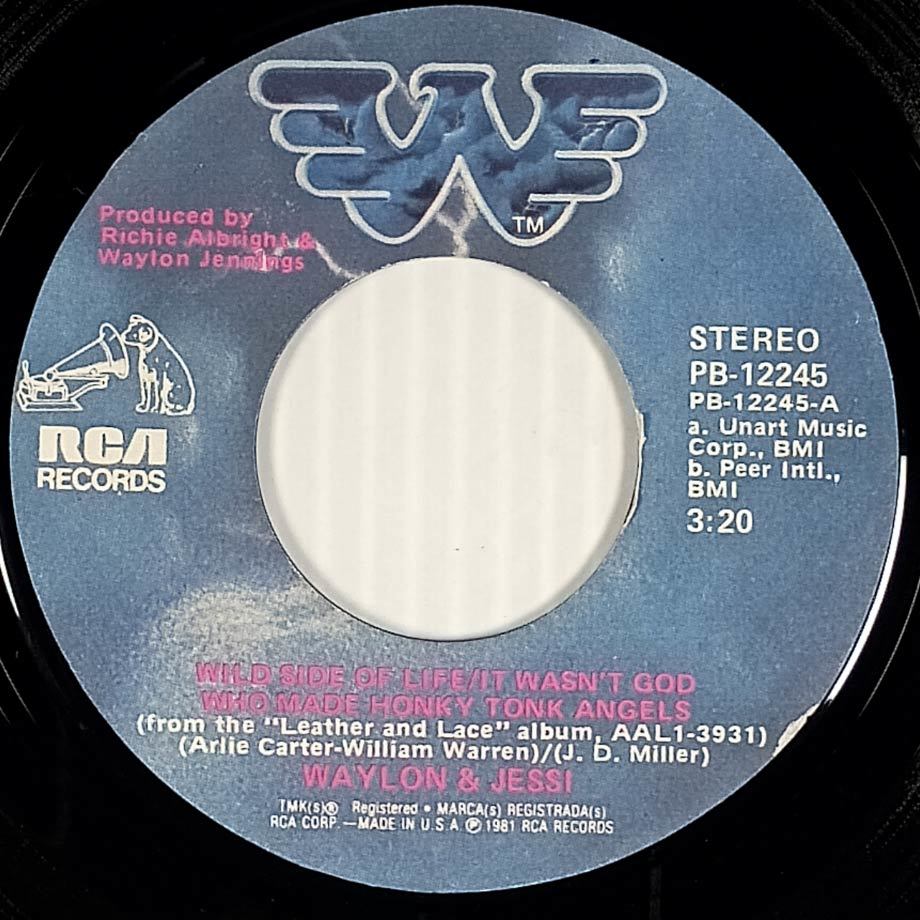 TM
Produced by
Richie Albright &
Waylon Jennings
RCA
RECORDS
STEREO
PB-12245
PB-12245-A
a. Unart Music
Corp., BMI
b. Peer Intl.,
BMI
3:20
WILD SIDE OF LIFE/IT WASN'T GOD
WHO MADE HONKY TONK ANGELS
(from the "Leather and Lace" album, AAL1-3931)
(Arlie Carter-William Warren)/(J. D. Miller)
WAYLON & JESSI
TMK(s)® Registered • MARCA(s) REGISTRADA(s)
RCA CORP.—MADE IN U.S.A. ℗ 1981 RCA RECORDS